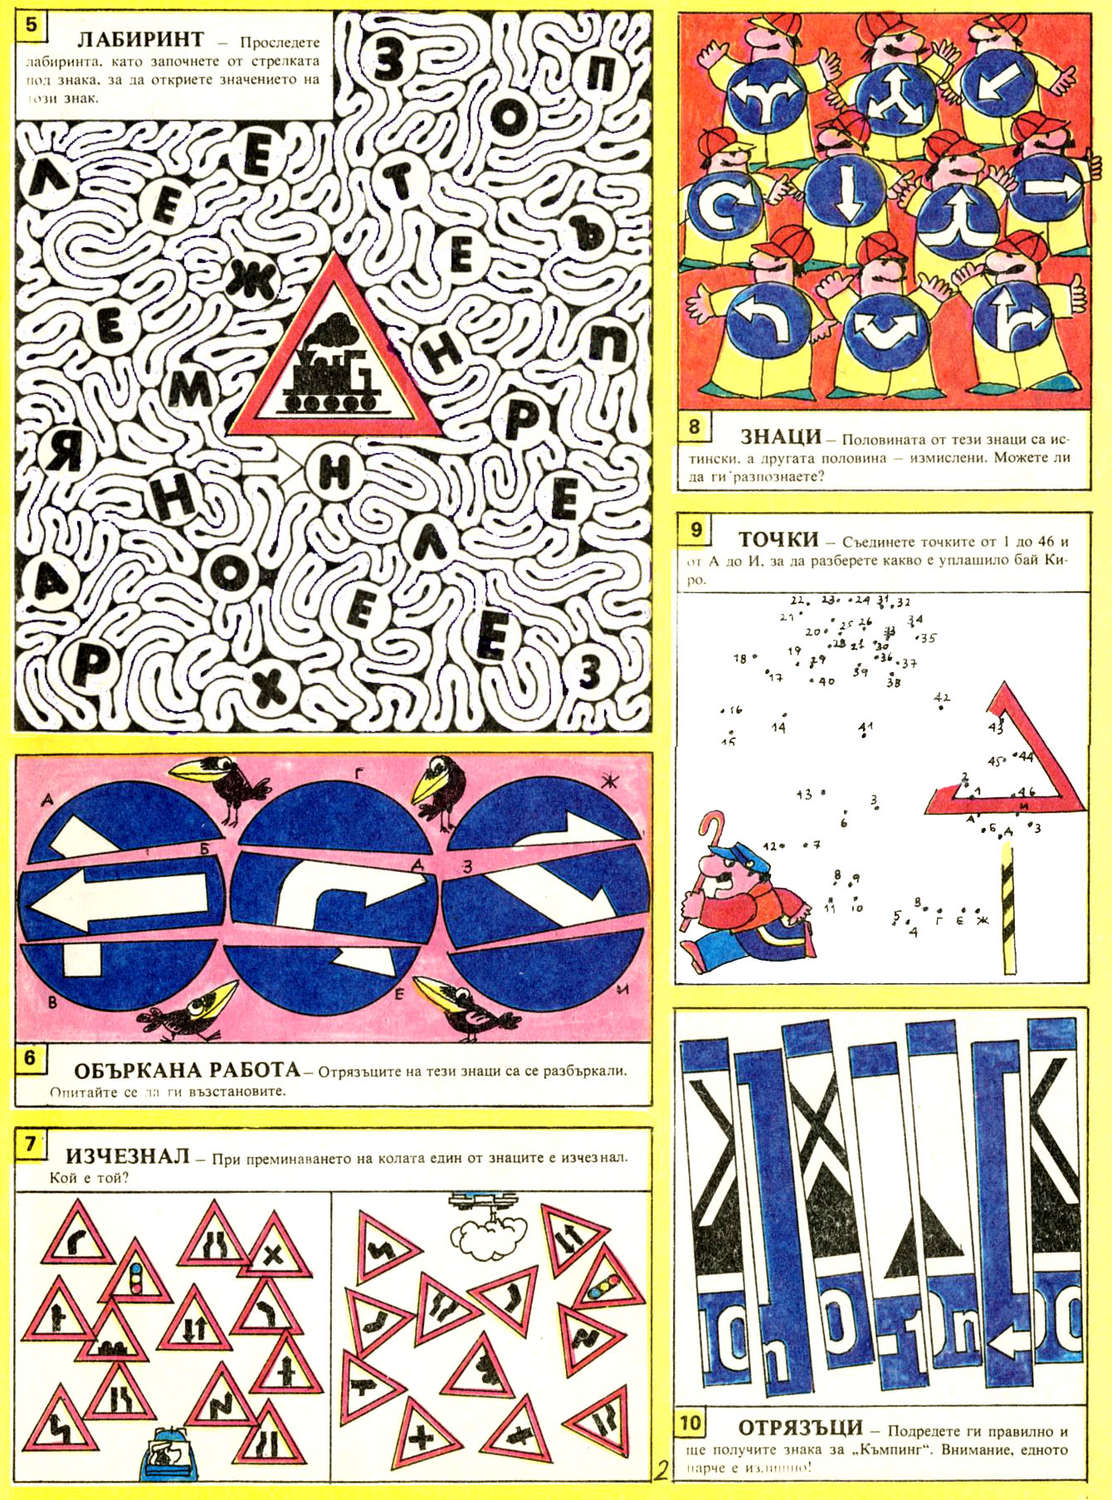 5
ЛАБИРИНТ – Проследете
лабиринта, като започнете от стрелката
под знака, за да откриете значението на
този знак.
З
П
О
Е
Л
Т
Е
Ъ
Е
Ж
Е
Н
П
М
Р
Я
Н
Н
Е
Л
О
А
Е
Е
Р
Х
З
8
ЗНАЦИ – Половината от тези знаци са ис-
тински, а другата половина – измислени. Можете ли
да ги разпознаете?
9
ТОЧКИ – Съединете точките от 1 до 46 и
от А до И, за да разберете какво е уплашило бай Ки-
ро.
22 23 24 31 32
21 25 26 34
20 33 35
19 28 30
18 29 36 37
17 40 39 38
16 14 41 42
15 43
45 44
2
1 46
И
А
Б Д З
13 3
6
12 7
8 9
11 10
В
5 Г Е Ж
4
А Г Ж
Б Д З
В Е И
6
ОБЪРКАНА РАБОТА – Отрязъците на тези знаци са се разбъркали.
Опитайте се да ги възстановите.
7
ИЗЧЕЗНАЛ – При преминаването на колата един от знаците е изчезнал.
Кой е той?
10
ОТРЯЗЪЦИ – Подредете ги правилно и
ще получите знака за „Къмпинг“. Внимание, едното
парче е излишно!
2